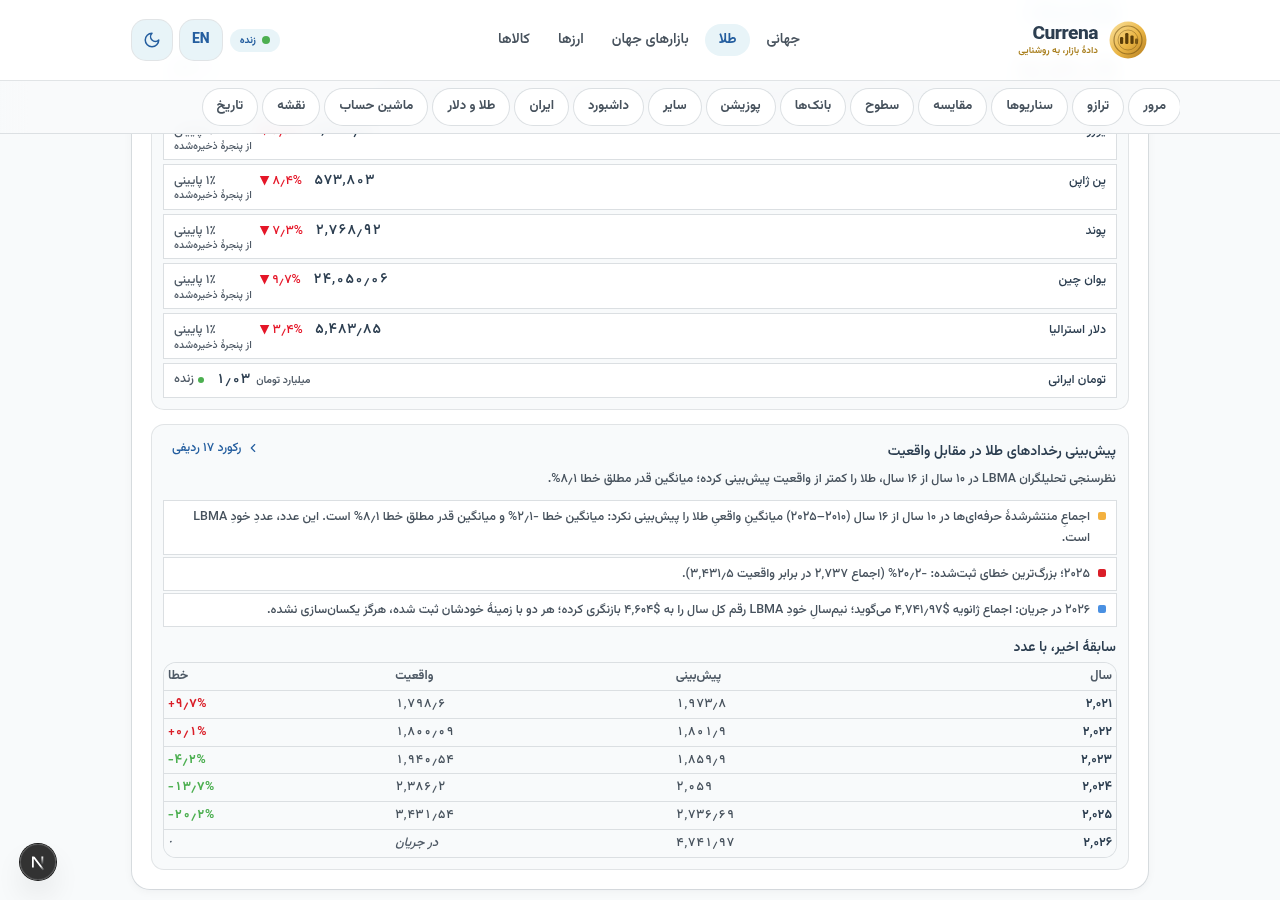 Currena
دادهٔ بازار، به روشنایی
جهانی
طلا
بازارهای جهان
ارزها
کالاها
زنده
EN
مرور
ترازو
سناریوها
مقایسه
سطوح
بانک‌ها
پوزیشن
سایر
داشبورد
ایران
طلا و دلار
ماشین حساب
نقشه
تاریخ
از پنجرهٔ ذخیره‌شده
ین ژاپن ۵۷۳,۸۰۳ ▼ ۸٫۴% ۱٪ پایینی
از پنجرهٔ ذخیره‌شده
پوند ۲,۷۶۸٫۹۲ ▼ ۷٫۳% ۱٪ پایینی
از پنجرهٔ ذخیره‌شده
یوان چین ۲۴,۰۵۰٫۰۶ ▼ ۹٫۷% ۱٪ پایینی
از پنجرهٔ ذخیره‌شده
دلار استرالیا ۵,۴۸۳٫۸۵ ▼ ۳٫۴% ۱٪ پایینی
از پنجرهٔ ذخیره‌شده
تومان ایرانی میلیارد تومان ۱٫۰۳ زنده
پیش‌بینی رخدادهای طلا در مقابل واقعیت
رکورد ۱۷ ردیفی
نظرسنجی تحلیلگران LBMA در ۱۰ سال از ۱۶ سال، طلا را کمتر از واقعیت پیش‌بینی کرده؛ میانگین قدر مطلق خطا ۸٫۱%.
اجماعِ منتشرشدهٔ حرفه‌ای‌ها در ۱۰ سال از ۱۶ سال (۲۰۱۰–۲۰۲۵) میانگینِ واقعیِ طلا را پیش‌بینی نکرد: میانگین خطا -۲٫۱% و میانگین قدر مطلق خطا ۸٫۱% است. این عدد، عددِ خودِ LBMA
است.
۲۰۲۵؛ بزرگ‌ترین خطای ثبت‌شده: -۲۰٫۲% (اجماع ۲,۷۳۷ در برابر واقعیت ۳,۴۳۱٫۵).
۲۰۲۶ در جریان: اجماع ژانویه $۴,۷۴۱٫۹۷ می‌گوید؛ نیم‌سالِ خودِ LBMA رقم کل سال را به $۴,۶۰۴ بازنگری کرده؛ هر دو با زمینهٔ خودشان ثبت شده، هرگز یکسان‌سازی نشده.
سابقهٔ اخیر، با عدد
سال پیش‌بینی واقعیت خطا
۲,۰۲۱ ۱,۹۷۳٫۸ ۱,۷۹۸٫۶ +۹٫۷%
۲,۰۲۲ ۱,۸۰۱٫۹ ۱,۸۰۰٫۰۹ +۰٫۱%
۲,۰۲۳ ۱,۸۵۹٫۹ ۱,۹۴۰٫۵۴ -۴٫۲%
۲,۰۲۴ ۲,۰۵۹ ۲,۳۸۶٫۲ -۱۳٫۷%
۲,۰۲۵ ۲,۷۳۶٫۶۹ ۳,۴۳۱٫۵۴ -۲۰٫۲%
۲,۰۲۶ ۴,۷۴۱٫۹۷ در جریان ·
N